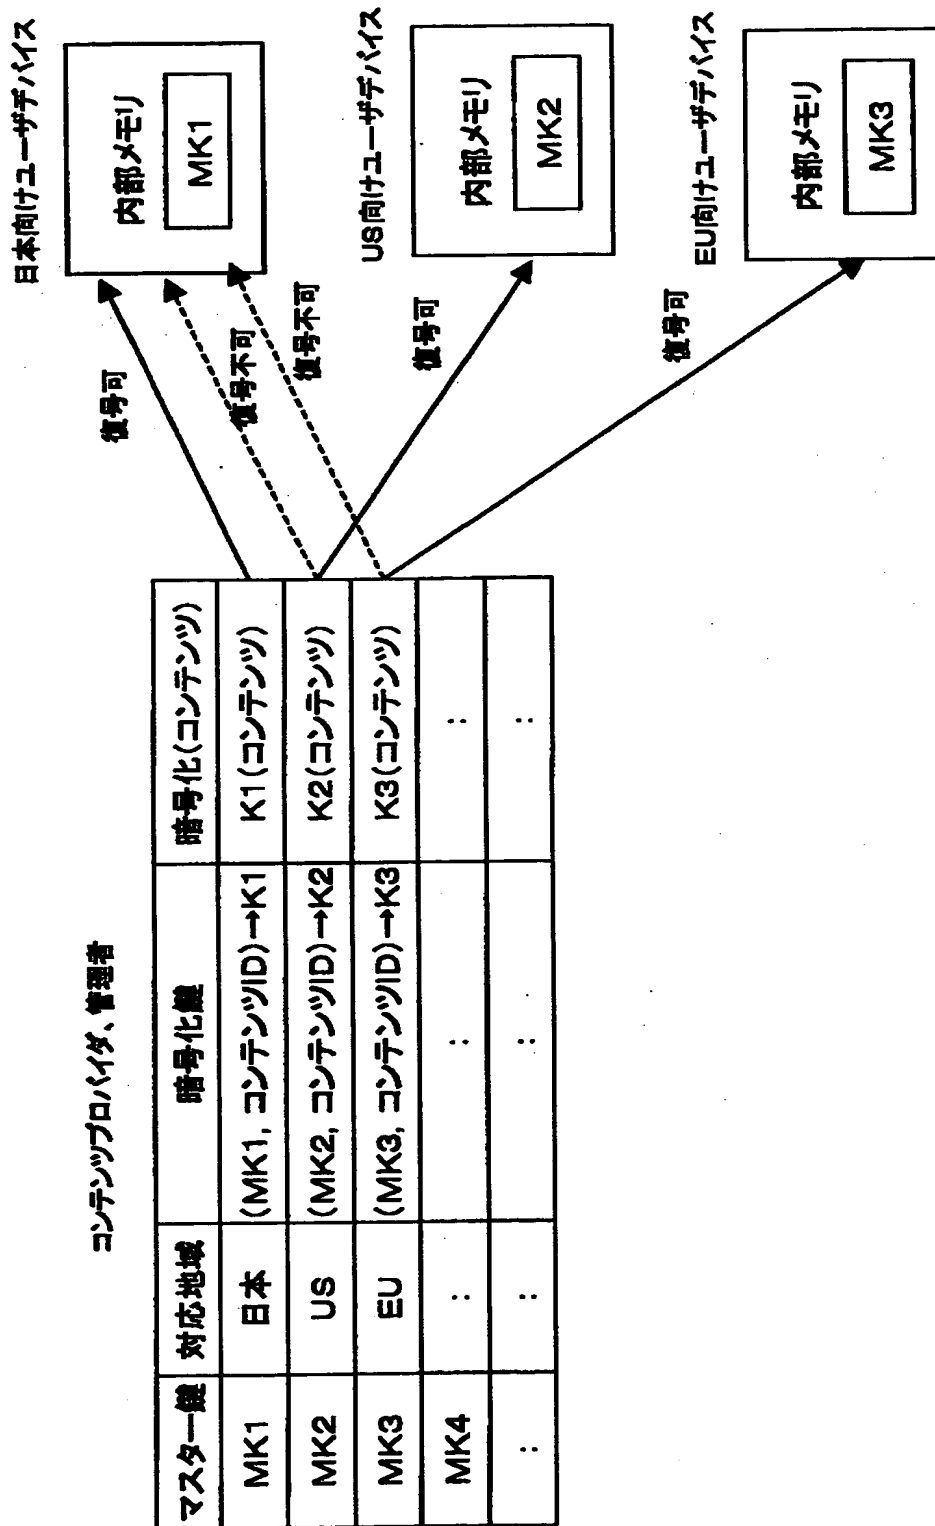 コンテンツプロバイダ、管理者
マスター鍵 対応地域 暗号化鍵 暗号化(コンテンツ)
MK1 日本 (MK1, コンテンツID)→K1 K1(コンテンツ)
MK2 US (MK2, コンテンツID)→K2 K2(コンテンツ)
MK3 EU (MK3, コンテンツID)→K3 K3(コンテンツ)
MK4 : : :
: : : :
復号可
復号不可
復号不可
復号可
復号可
日本向けユーザデバイス
内部メモリ
MK1
US向けユーザデバイス
内部メモリ
MK2
EU向けユーザデバイス
内部メモリ
MK3